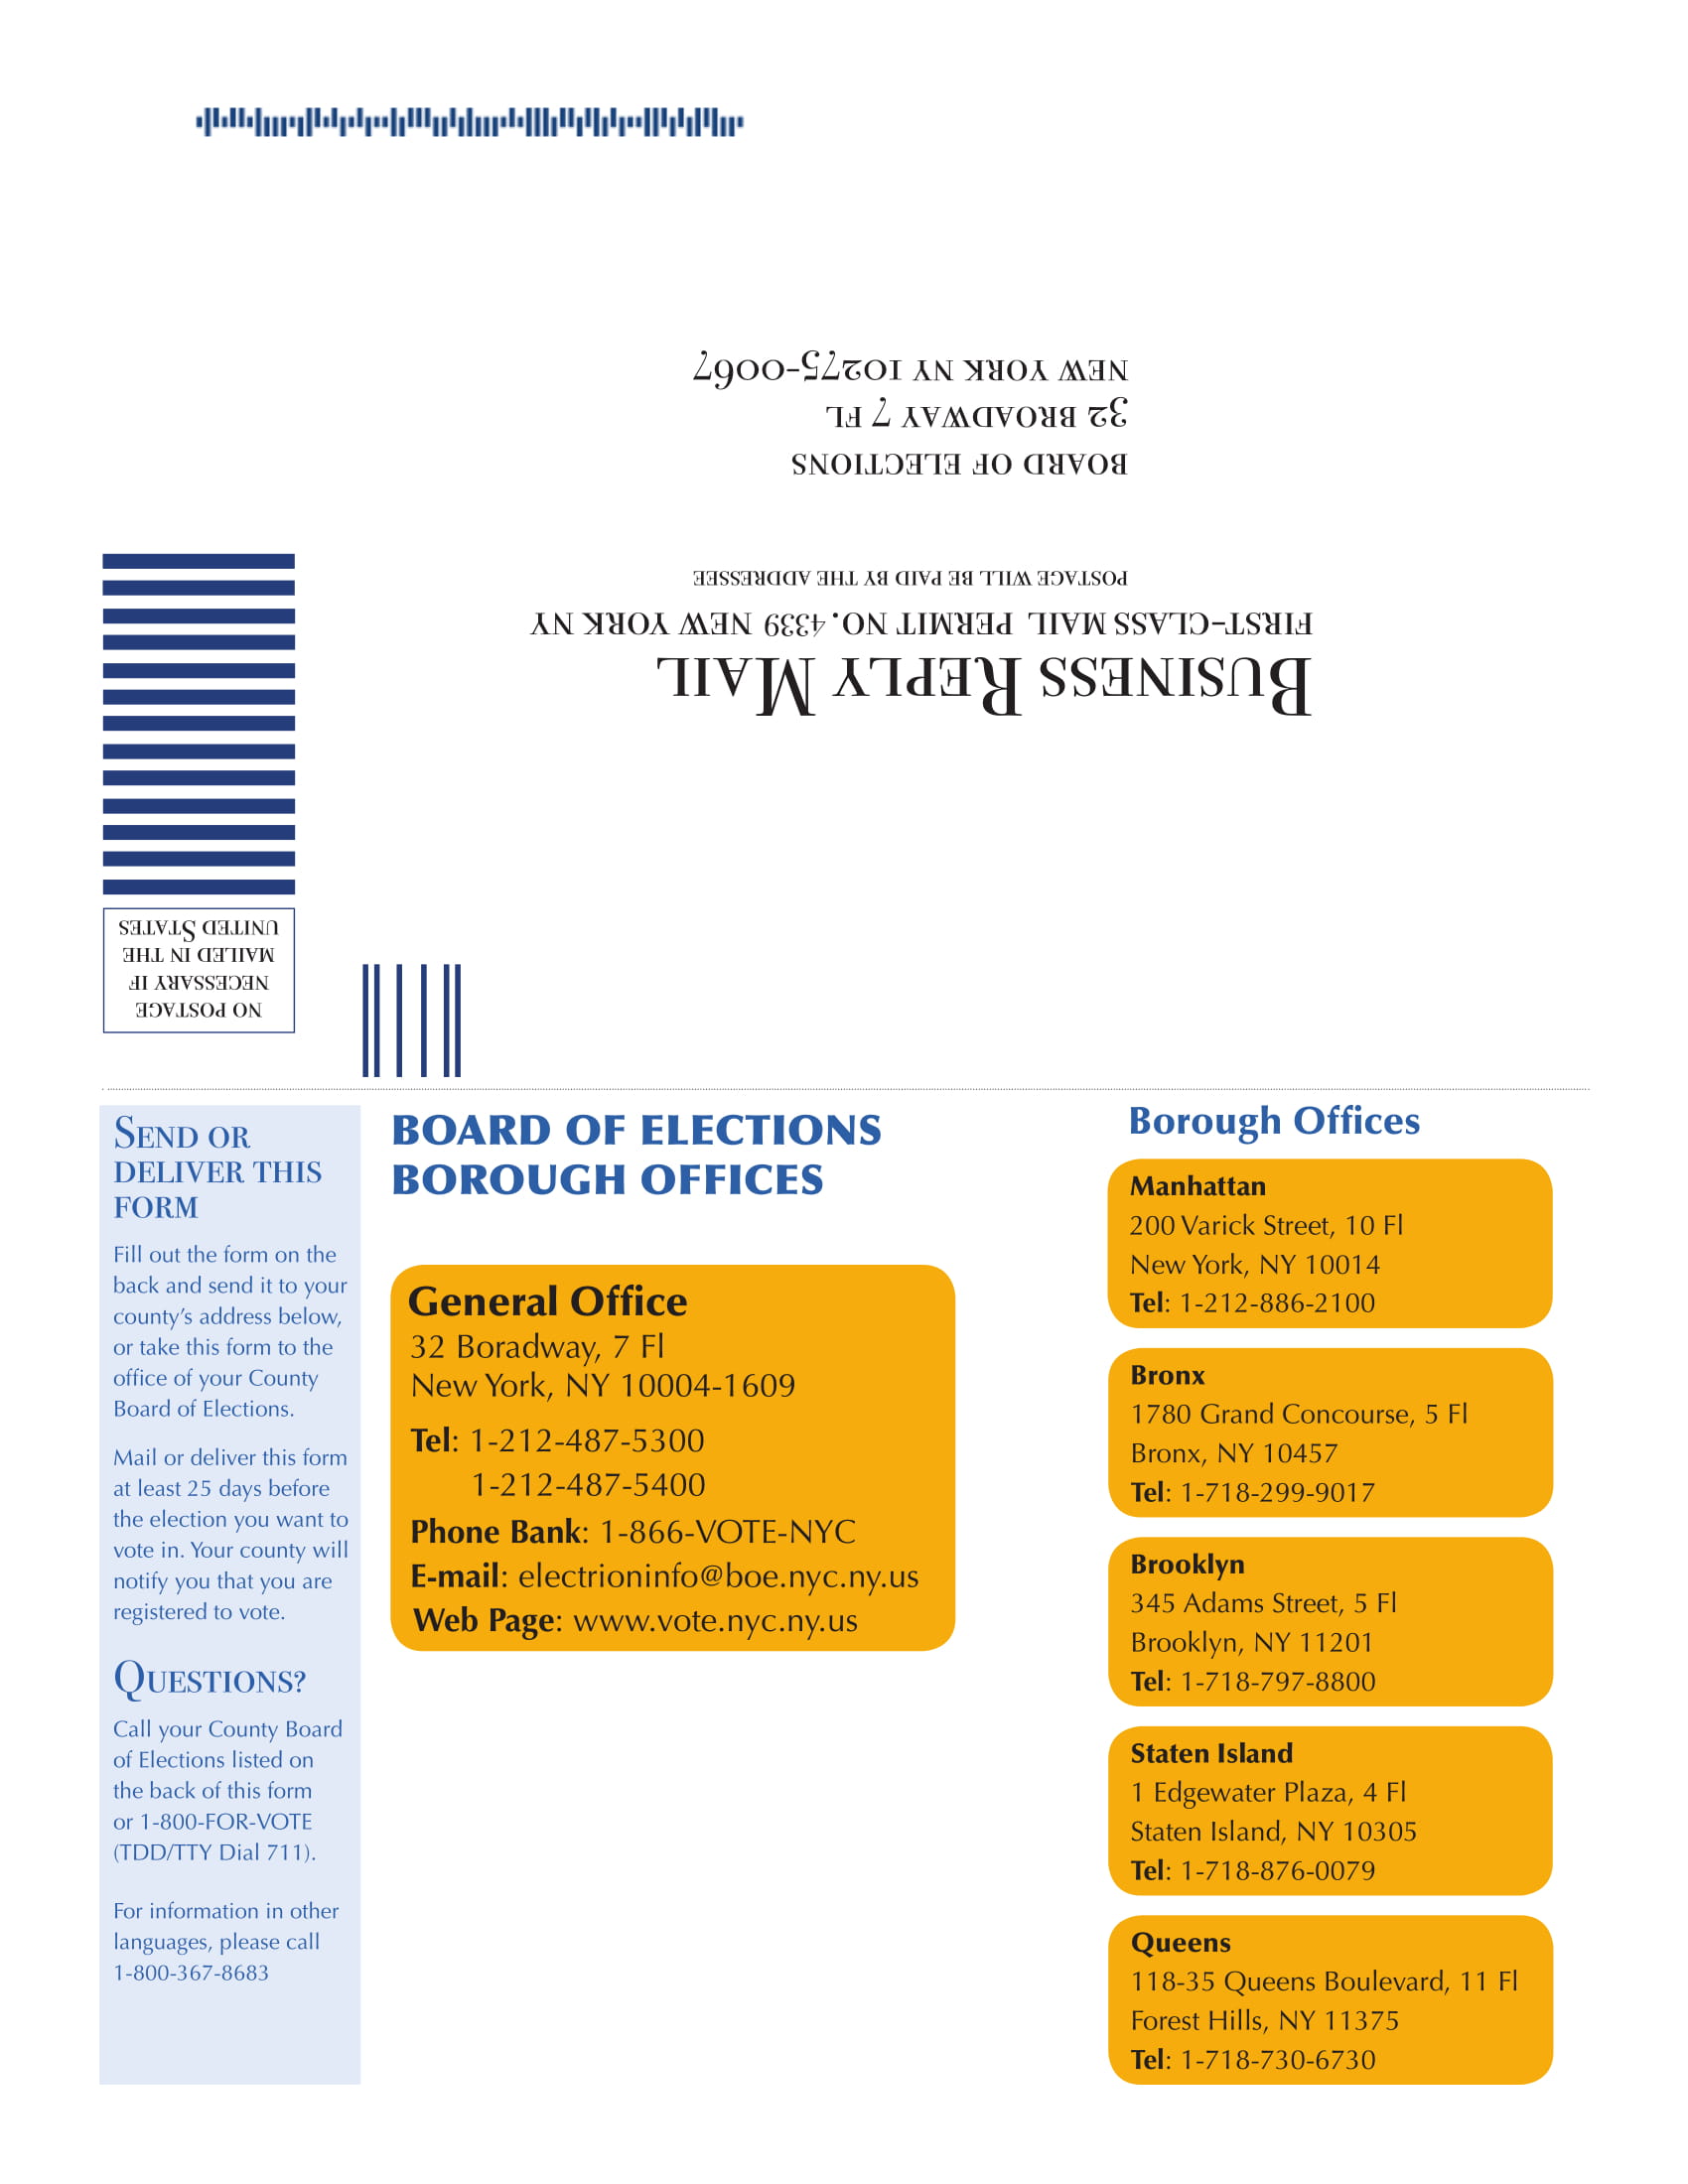 NO POSTAGE
NECESSARY IF
MAILED IN THE
UNITED STATES
BUSINESS REPLY MAIL
FIRST-CLASS MAIL PERMIT NO. 4339 NEW YORK NY
POSTAGE WILL BE PAID BY THE ADDRESSEE
BOARD OF ELECTIONS
32 BROADWAY 7 FL
NEW YORK NY 10275-0067
SEND OR
DELIVER THIS
FORM
Fill out the form on the
back and send it to your
county’s address below,
or take this form to the
office of your County
Board of Elections.
Mail or deliver this form
at least 25 days before
the election you want to
vote in. Your county will
notify you that you are
registered to vote.
QUESTIONS?
Call your County Board
of Elections listed on
the back of this form
or 1-800-FOR-VOTE
(TDD/TTY Dial 711).
For information in other
languages, please call
1-800-367-8683
BOARD OF ELECTIONS
BOROUGH OFFICES
General Office
32 Boradway, 7 Fl
New York, NY 10004-1609
Tel: 1-212-487-5300
1-212-487-5400
Phone Bank: 1-866-VOTE-NYC
E-mail: electrioninfo@boe.nyc.ny.us
Web Page: www.vote.nyc.ny.us
Borough Offices
Manhattan
200 Varick Street, 10 Fl
New York, NY 10014
Tel: 1-212-886-2100
Bronx
1780 Grand Concourse, 5 Fl
Bronx, NY 10457
Tel: 1-718-299-9017
Brooklyn
345 Adams Street, 5 Fl
Brooklyn, NY 11201
Tel: 1-718-797-8800
Staten Island
1 Edgewater Plaza, 4 Fl
Staten Island, NY 10305
Tel: 1-718-876-0079
Queens
118-35 Queens Boulevard, 11 Fl
Forest Hills, NY 11375
Tel: 1-718-730-6730